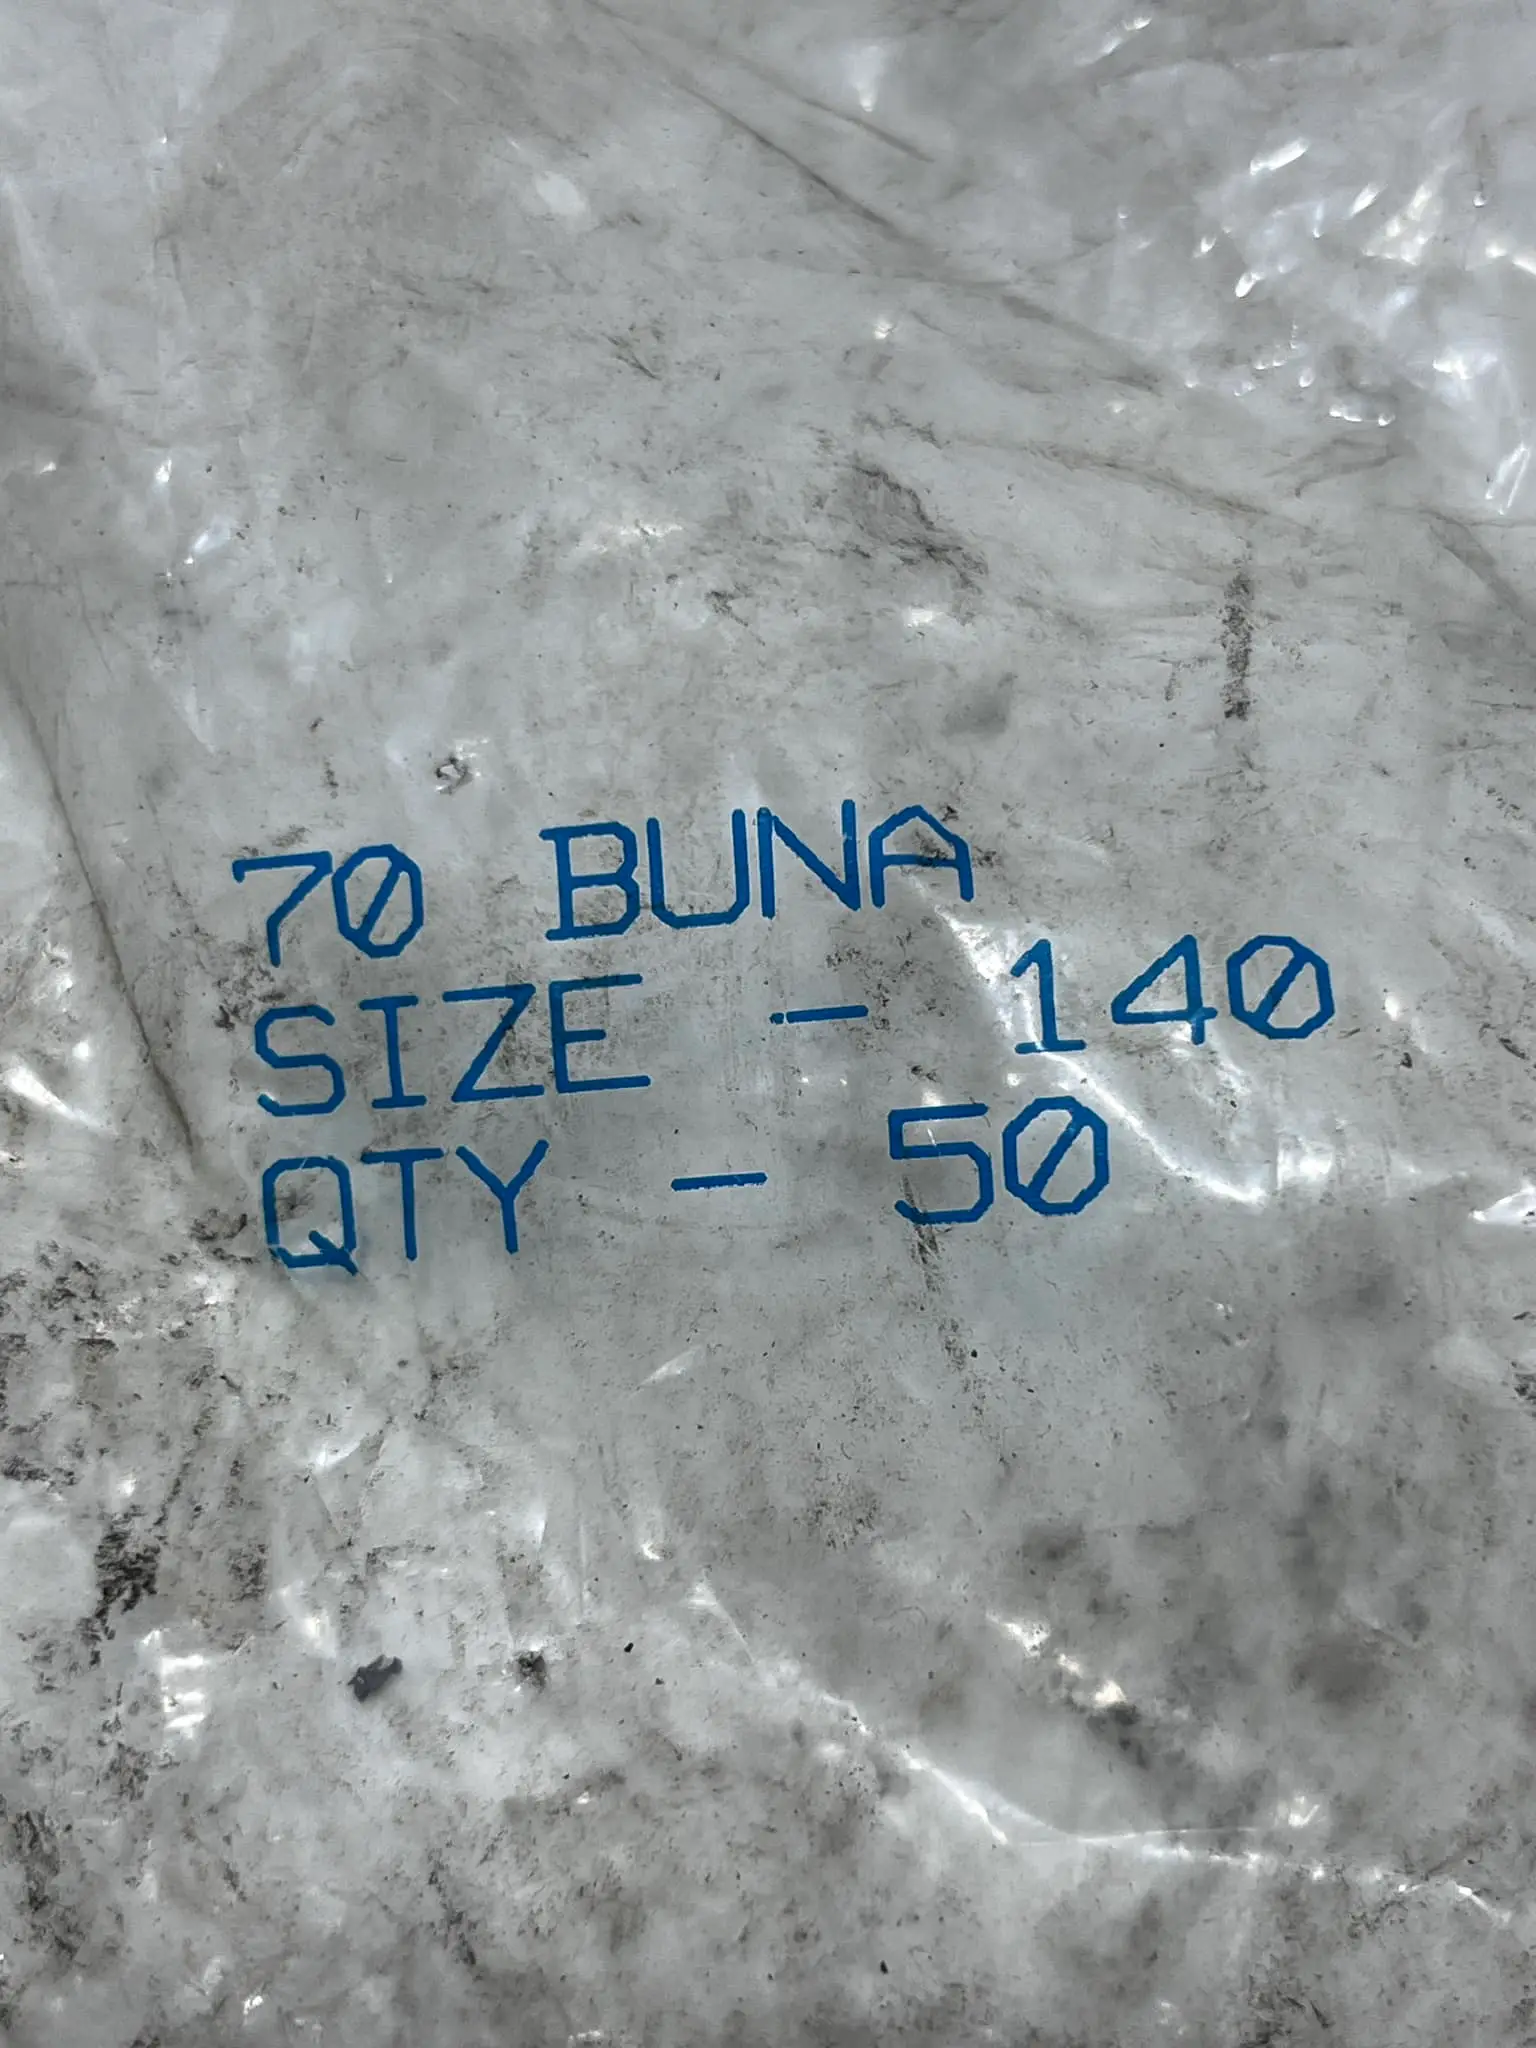 70 BUNA
SIZE - 140
QTY - 50